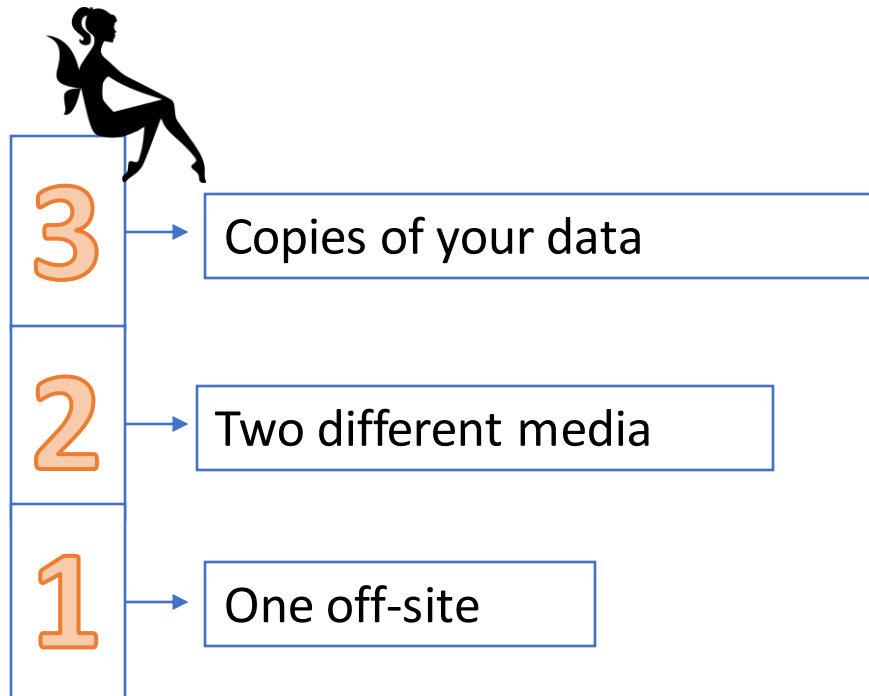 3
Copies of your data
2
Two different media
1
One off-site